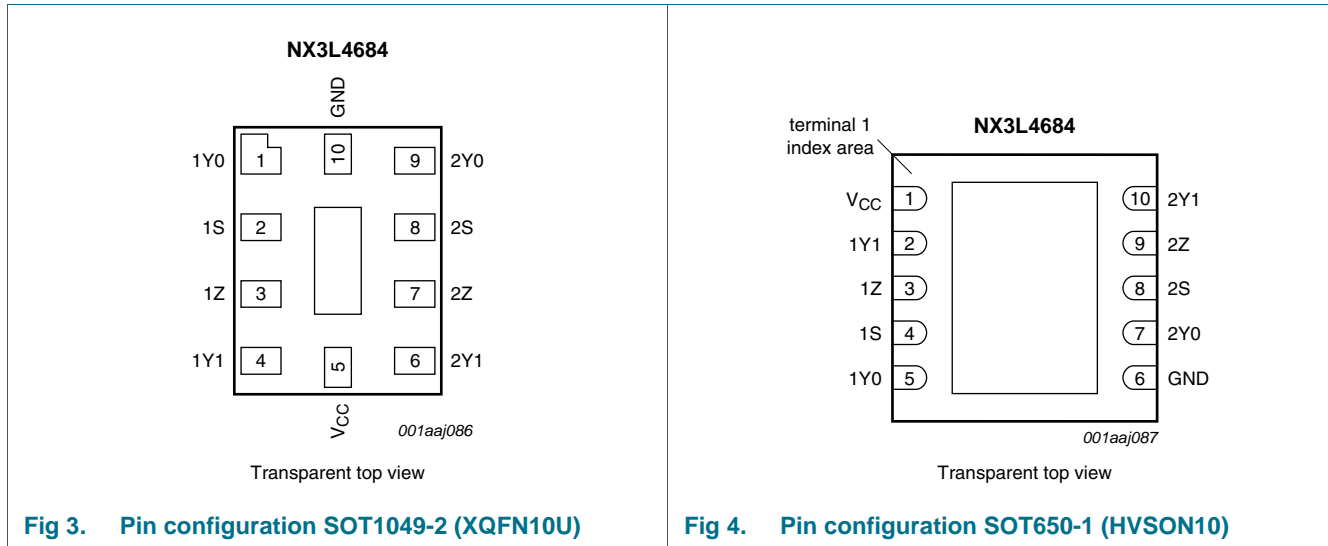 NX3L4684
GND
1Y0 1 10 9 2Y0
1S 2 8 2S
1Z 3 7 2Z
1Y1 4 5 6 2Y1
VCC
001aaj086
Transparent top view
Fig 3. Pin configuration SOT1049-2 (XQFN10U)
terminal 1
index area
NX3L4684
VCC 1 10 2Y1
1Y1 2 9 2Z
1Z 3 8 2S
1S 4 7 2Y0
1Y0 5 6 GND
001aaj087
Transparent top view
Fig 4. Pin configuration SOT650-1 (HVSON10)